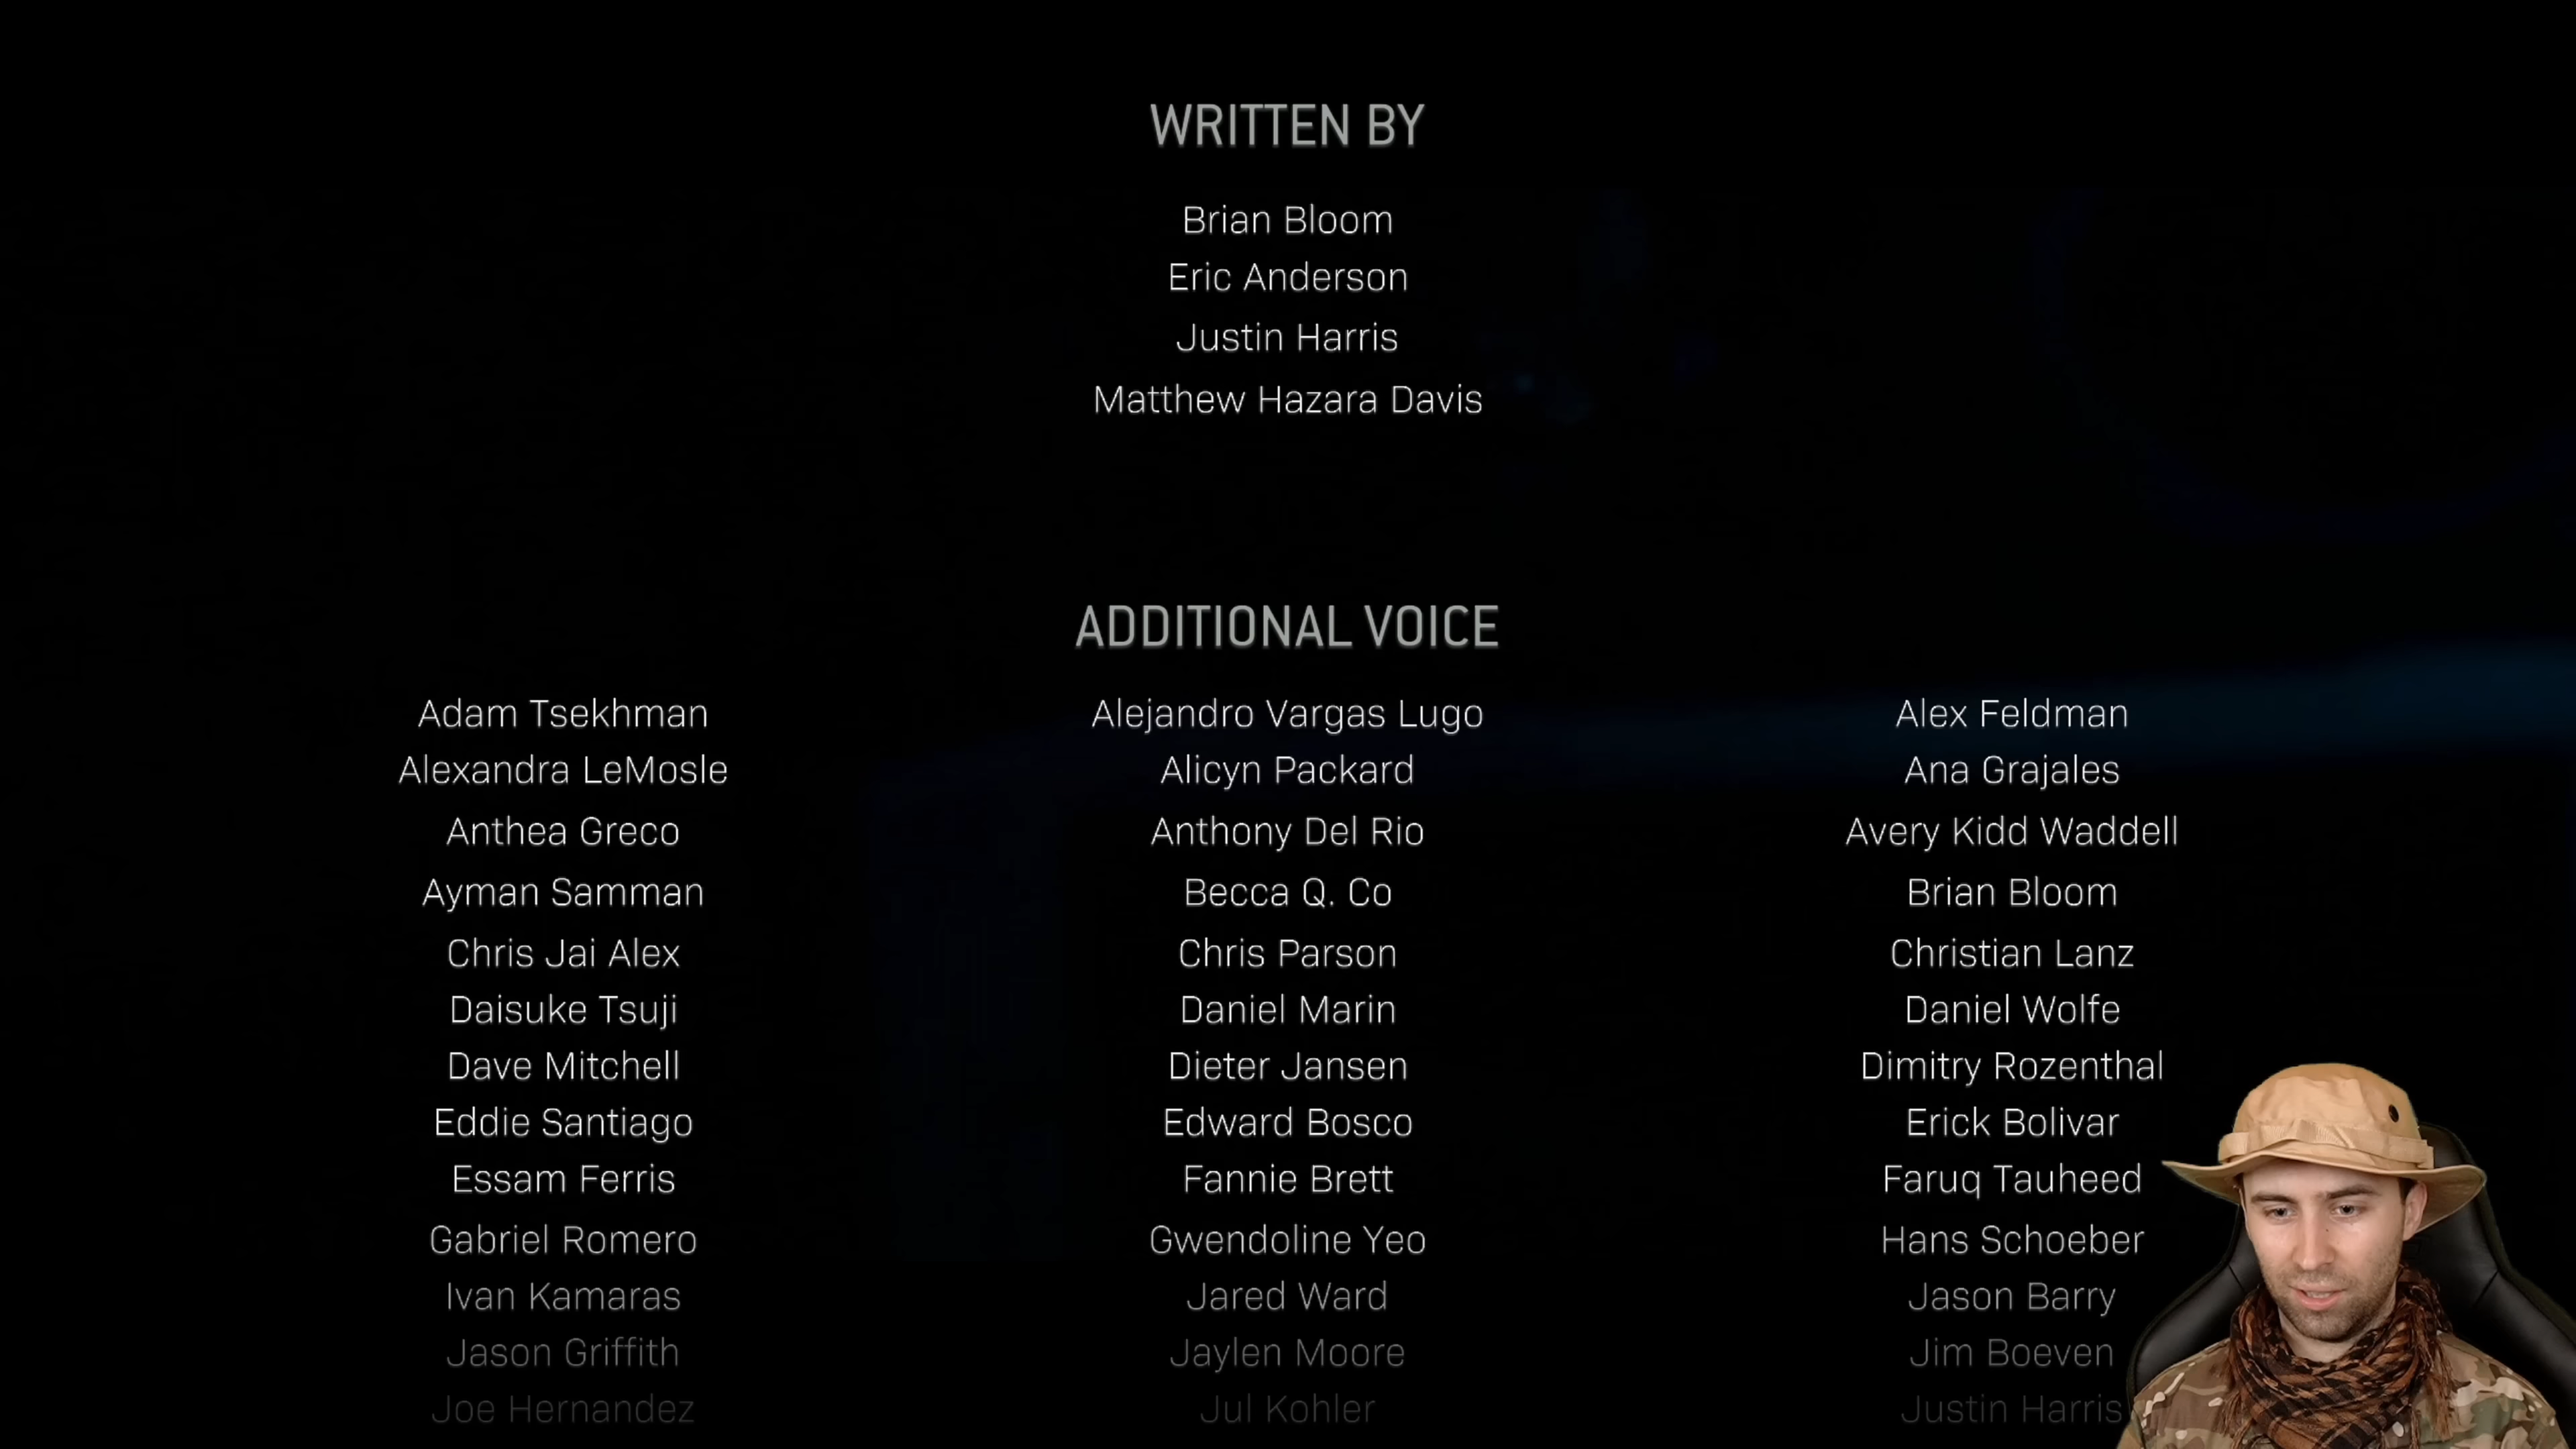 WRITTEN BY
Brian Bloom
Eric Anderson
Justin Harris
Matthew Hazara Davis
ADDITIONAL VOICE
Adam Tsekhman Alejandro Vargas Lugo Alex Feldman
Alexandra LeMosle Alicyn Packard Ana Grajales
Anthea Greco Anthony Del Rio Avery Kidd Waddell
Ayman Samman Becca Q. Co Brian Bloom
Chris Jai Alex Chris Parson Christian Lanz
Daisuke Tsuji Daniel Marin Daniel Wolfe
Dave Mitchell Dieter Jansen Dimitry Rozenthal
Eddie Santiago Edward Bosco Erick Bolivar
Essam Ferris Fannie Brett Faruq Tauheed
Gabriel Romero Gwendoline Yeo Hans Schoeber
Ivan Kamaras Jared Ward Jason Barry
Jason Griffith Jaylen Moore Jim Boeven
Joe Hernandez Jul Kohler Justin Harris